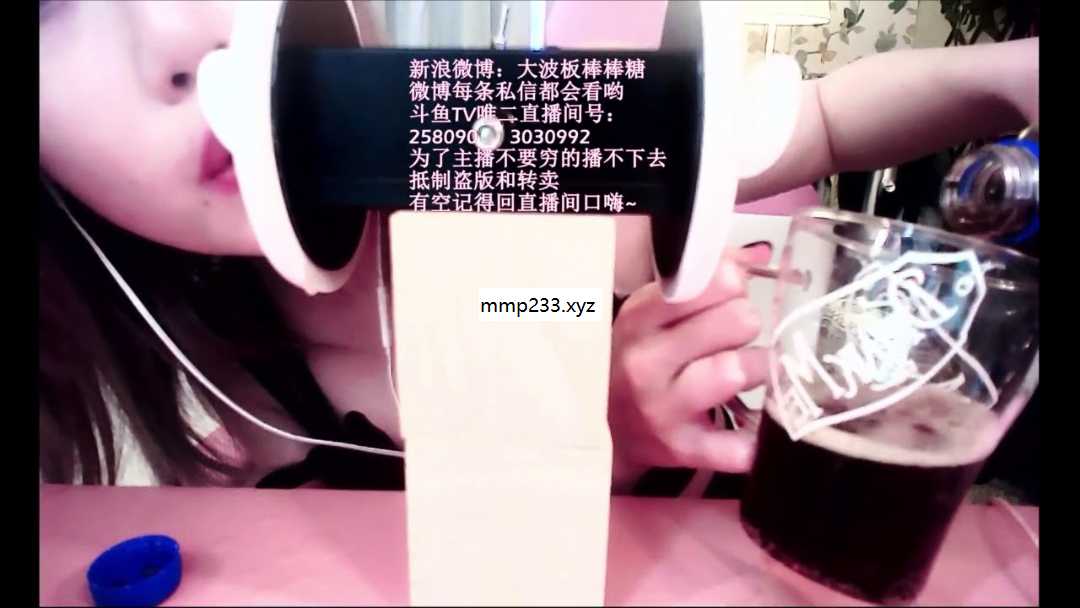 新浪微博：大波板棒棒糖
微博每条私信都会看哟
斗鱼TV唯二直播间号：
258090 3030992
为了主播不要穷的播不下去
抵制盗版和转卖
有空记得回直播间口嗨~
mmp233.xyz